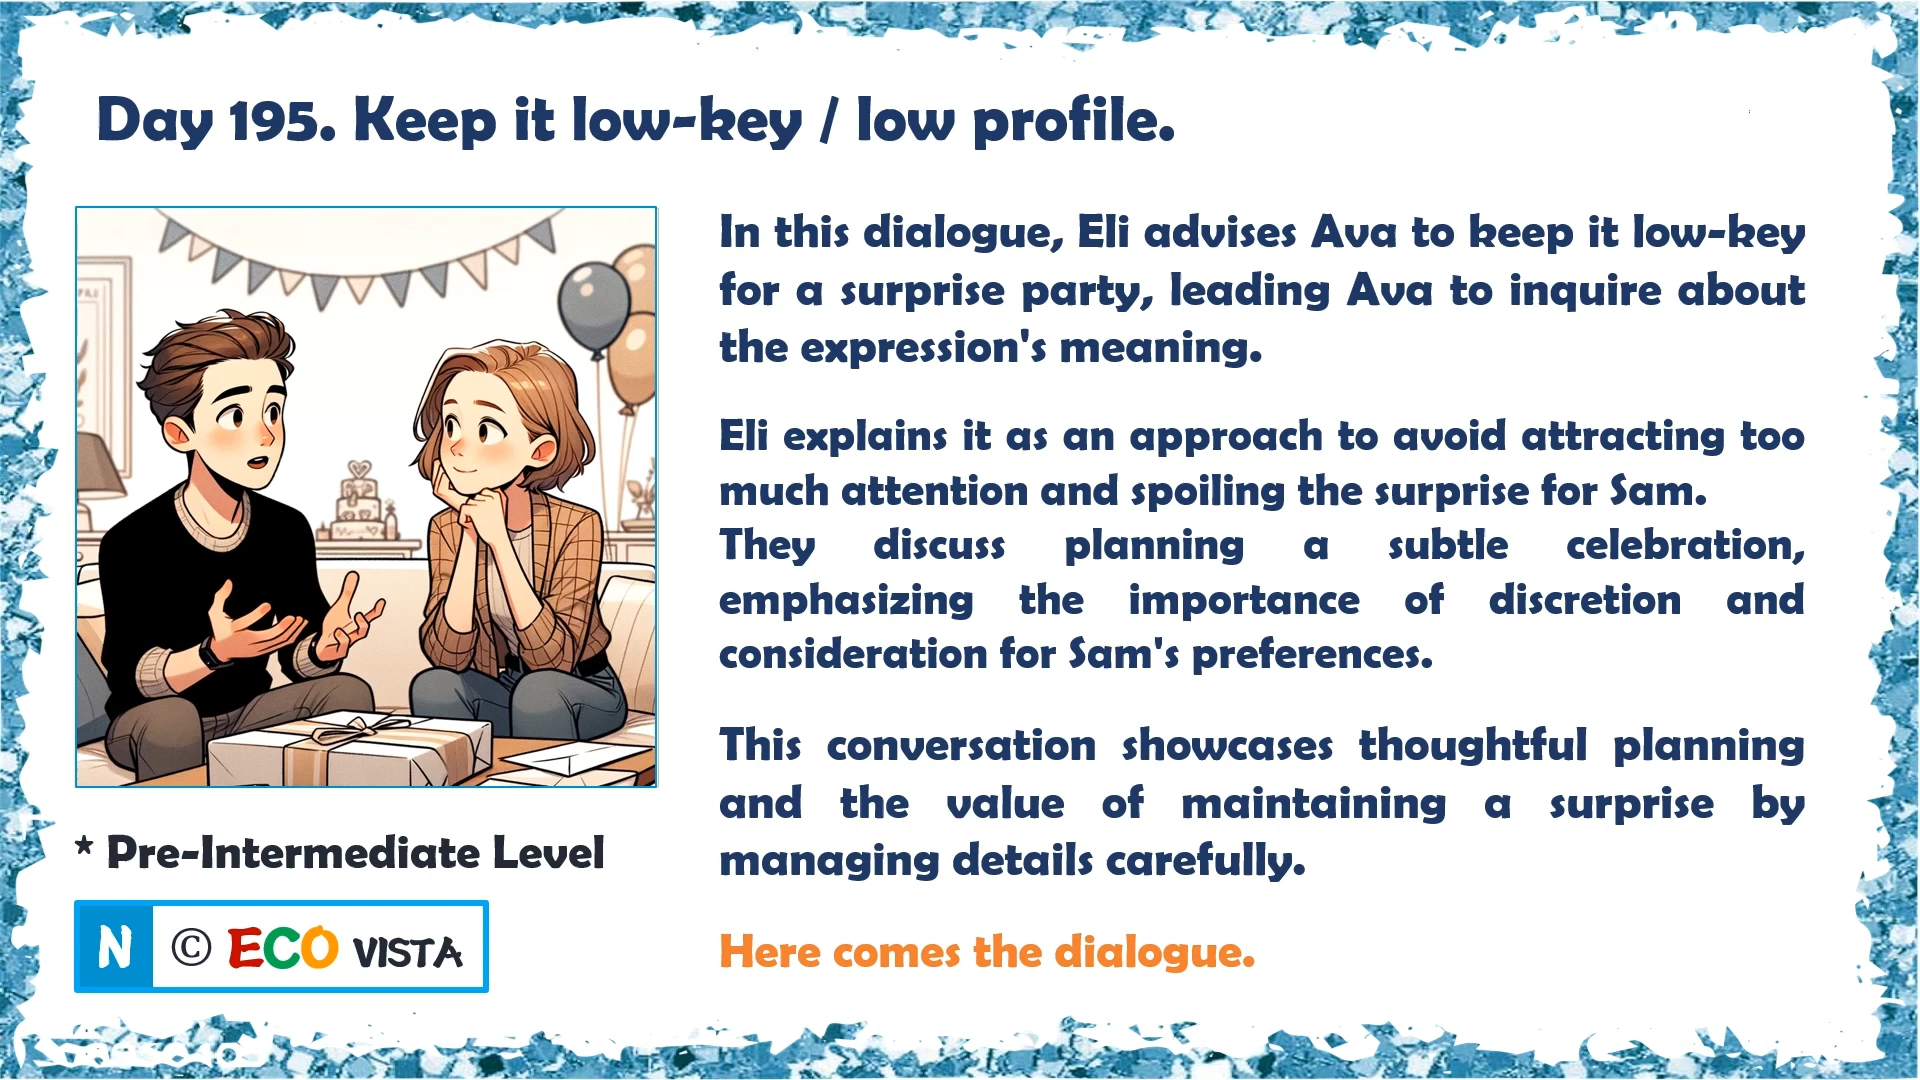 Day 195. Keep it low-key / low profile.
In this dialogue, Eli advises Ava to keep it low-key
for a surprise party, leading Ava to inquire about
the expression's meaning.
Eli explains it as an approach to avoid attracting too
much attention and spoiling the surprise for Sam.
They discuss planning a subtle celebration,
emphasizing the importance of discretion and
consideration for Sam's preferences.
This conversation showcases thoughtful planning
and the value of maintaining a surprise by
managing details carefully.
Here comes the dialogue.
* Pre-Intermediate Level
N © ECO VISTA